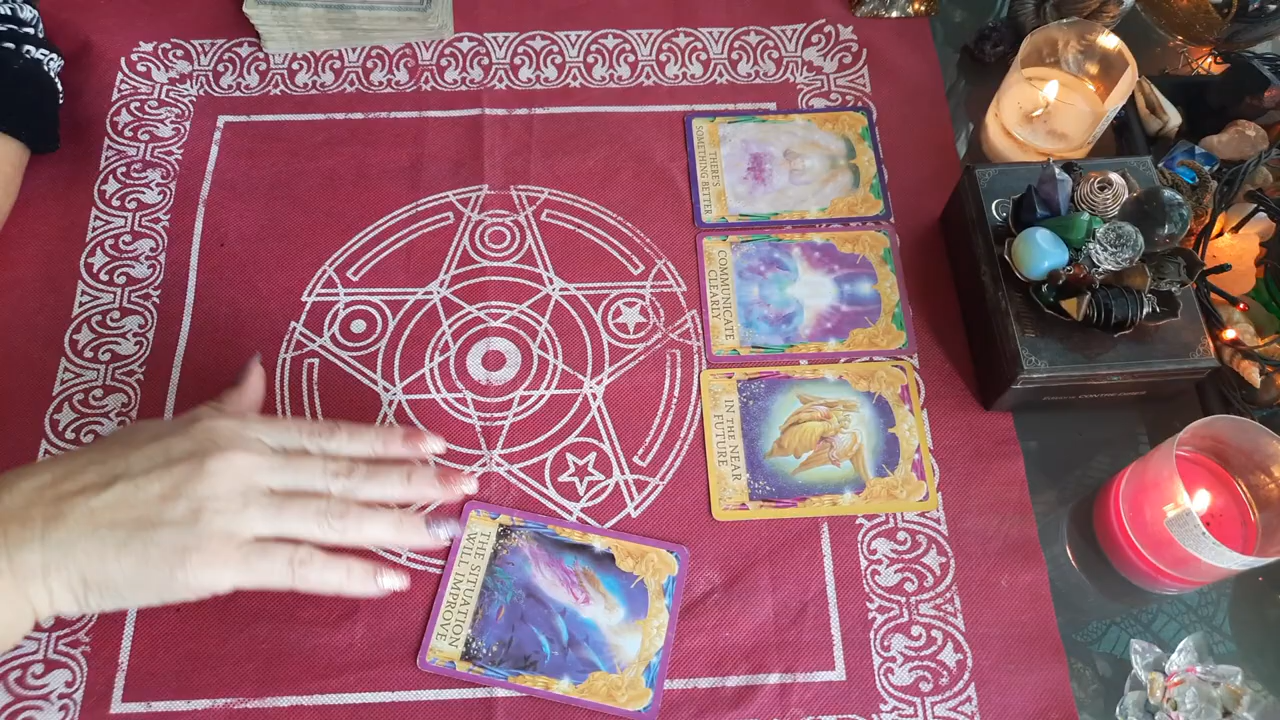 THERE'S
SOMETHING BETTER
COMMUNICATE
CLEARLY
IN THE NEAR
FUTURE
THE SITUATION
WILL IMPROVE